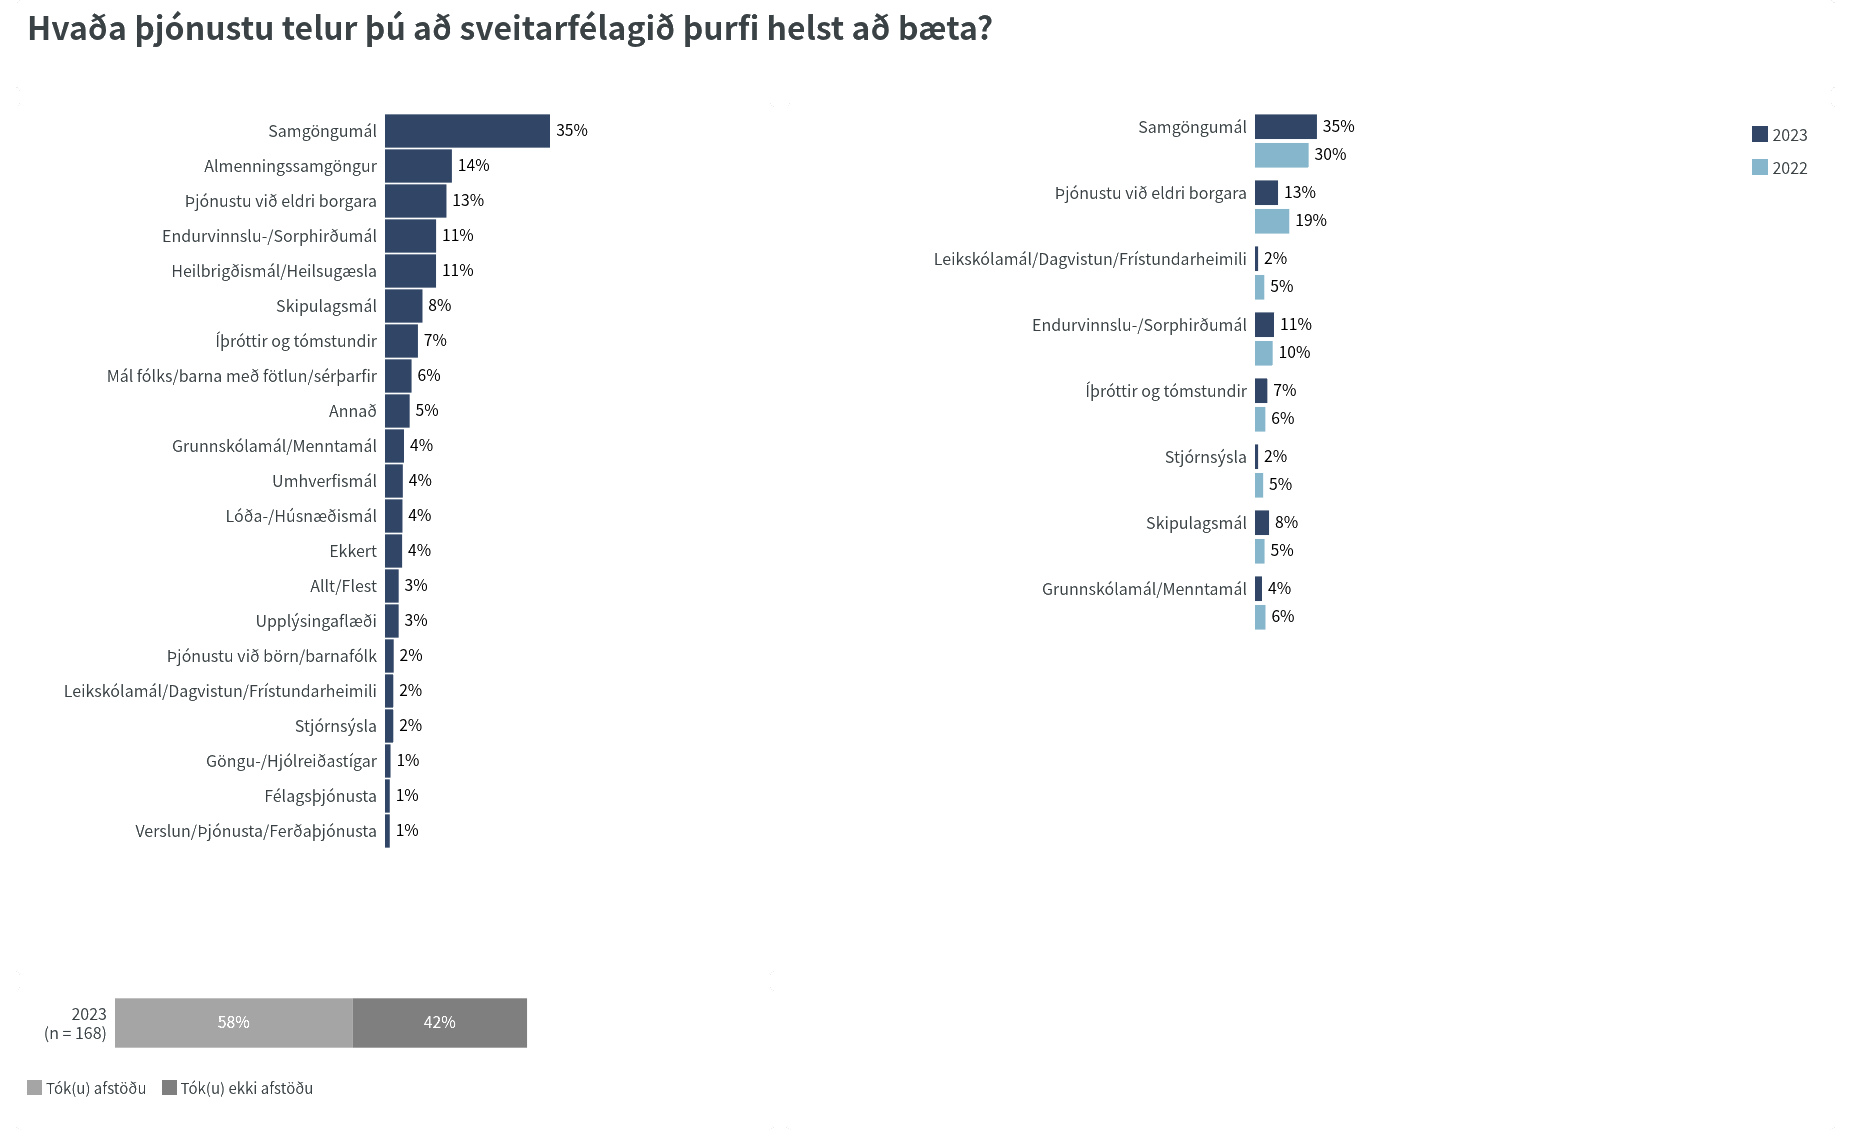 Hvaða þjónustu telur þú að sveitarfélagið þurfi helst að bæta?
Samgöngumál 35%
Almenningssamgöngur 14%
Þjónustu við eldri borgara 13%
Endurvinnslu-/Sorphirðumál 11%
Heilbrigðismál/Heilsugæsla 11%
Skipulagsmál 8%
Íþróttir og tómstundir 7%
Mál fólks/barna með fötlun/sérþarfir 6%
Annað 5%
Grunnskólamál/Menntamál 4%
Umhverfismál 4%
Lóða-/Húsnæðismál 4%
Ekkert 4%
Allt/Flest 3%
Upplýsingaflæði 3%
Þjónustu við börn/barnafólk 2%
Leikskólamál/Dagvistun/Frístundarheimili 2%
Stjórnsýsla 2%
Göngu-/Hjólreiðastígar 1%
Félagsþjónusta 1%
Verslun/Þjónusta/Ferðaþjónusta 1%
2023
(n = 168)
58% 42%
Tók(u) afstöðu Tók(u) ekki afstöðu
Samgöngumál 35%
30%
Þjónustu við eldri borgara 13%
19%
Leikskólamál/Dagvistun/Frístundarheimili 2%
5%
Endurvinnslu-/Sorphirðumál 11%
10%
Íþróttir og tómstundir 7%
6%
Stjórnsýsla 2%
5%
Skipulagsmál 8%
5%
Grunnskólamál/Menntamál 4%
6%
2023
2022